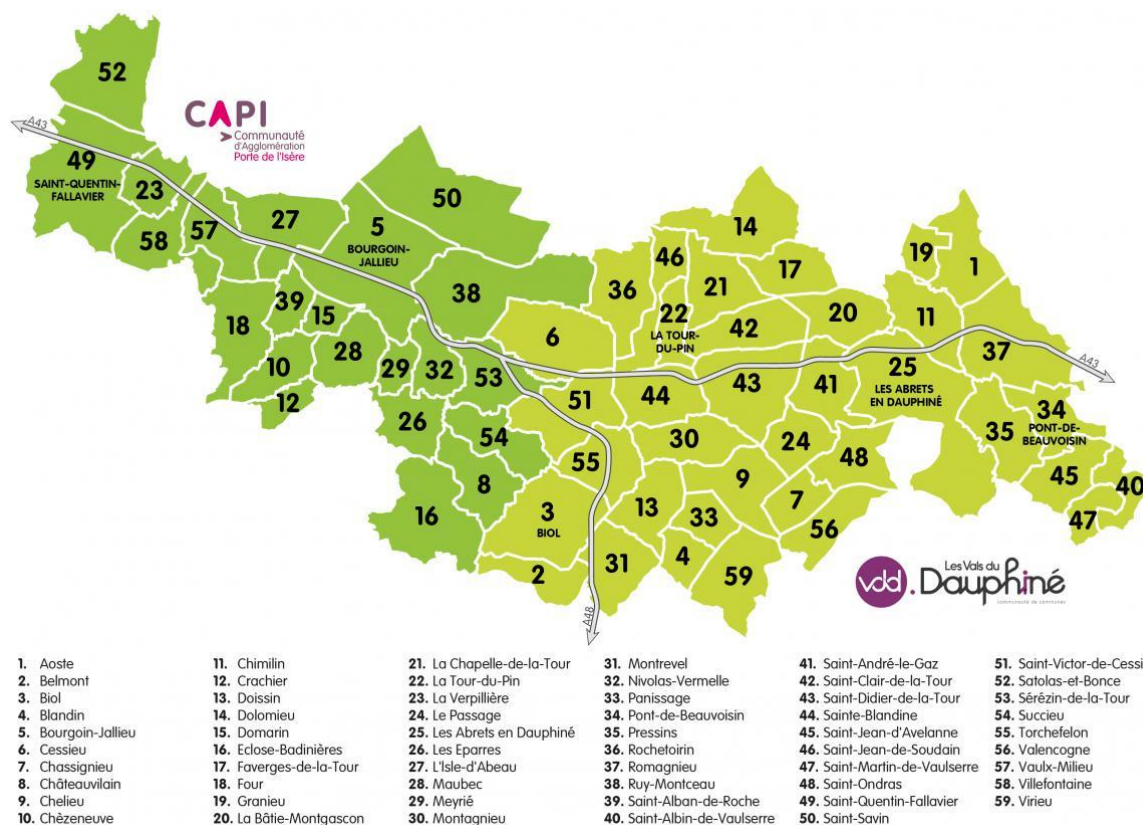 52
CAPI
Communauté
d'Agglomération
Porte de l'Isère
A43
49
SAINT-QUENTIN-
FALLAVIER
23
50
27
5
BOURGOIN-
JALLIEU
14
57
58
46
19
1
17
36
21
38
39
22
LA TOUR-
DU-PIN
20
11
18
15
42
6
28
37
A43
10
29
32
53
25
LES ABRETS
EN DAUPHINÉ
43
41
44
12
51
34
PONT-DE-
BEAUVOISIN
35
26
54
30
24
48
55
45
40
8
9
7
16
3
BIOL
13
33
47
56
31
4
2
59
A48
vdd
Les Vals du
Dauphiné
communauté de communes
1. Aoste
2. Belmont
3. Biol
4. Blandin
5. Bourgoin-Jallieu
6. Cessieu
7. Chassignieu
8. Châteauvilain
9. Chelieu
10. Chèzeneuve
11. Chimilin
12. Crachier
13. Doissin
14. Dolomieu
15. Domarin
16. Eclose-Badinières
17. Faverges-de-la-Tour
18. Four
19. Granieu
20. La Bâtie-Montgascon
21. La Chapelle-de-la-Tour
22. La Tour-du-Pin
23. La Verpillière
24. Le Passage
25. Les Abrets en Dauphiné
26. Les Eparres
27. L'Isle-d'Abeau
28. Maubec
29. Meyrié
30. Montagnieu
31. Montrevel
32. Nivolas-Vermelle
33. Panissage
34. Pont-de-Beauvoisin
35. Pressins
36. Rochetoirin
37. Romagnieu
38. Ruy-Montceau
39. Saint-Alban-de-Roche
40. Saint-Albin-de-Vaulserre
41. Saint-André-le-Gaz
42. Saint-Clair-de-la-Tour
43. Saint-Didier-de-la-Tour
44. Sainte-Blandine
45. Saint-Jean-d'Avelanne
46. Saint-Jean-de-Soudain
47. Saint-Martin-de-Vaulserre
48. Saint-Ondras
49. Saint-Quentin-Fallavier
50. Saint-Savin
51. Saint-Victor-de-Cessi
52. Satolas-et-Bonce
53. Sérézin-de-la-Tour
54. Succieu
55. Torchefelon
56. Valencogne
57. Vaulx-Milieu
58. Villefontaine
59. Virieu